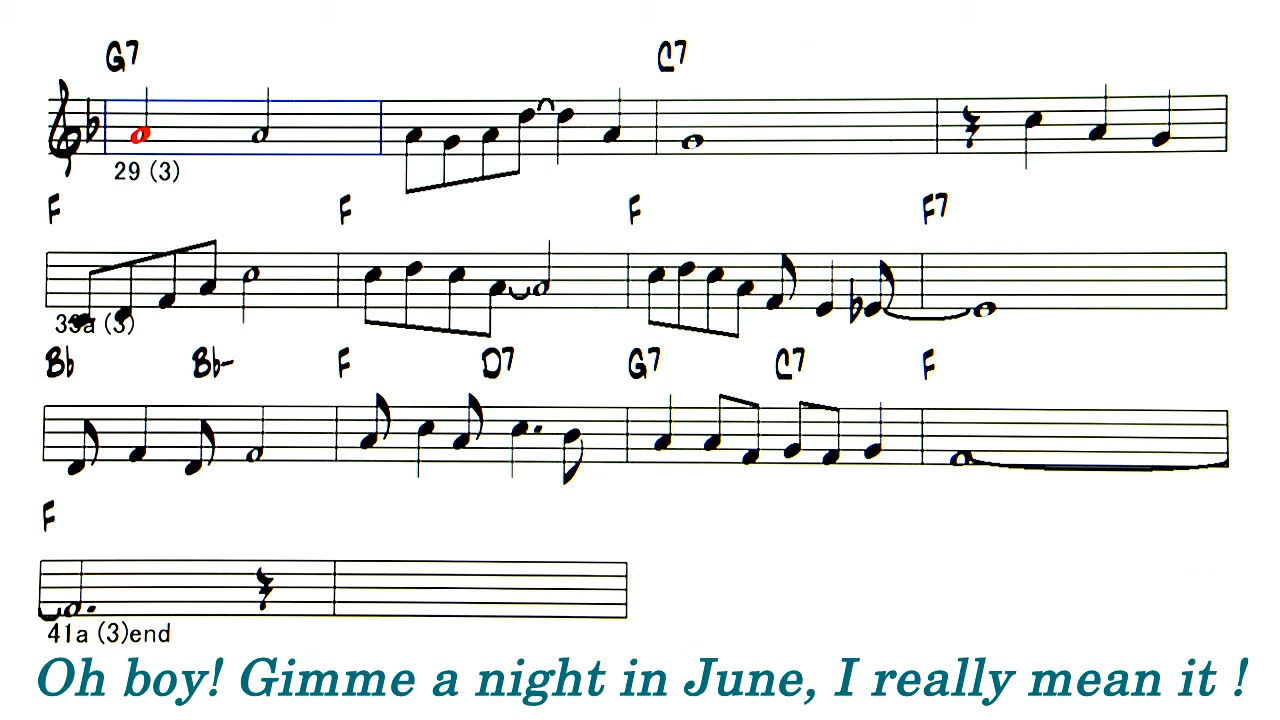 G7 C7
29 (3)
F F F F7
33a (3)
Bb Bb- F D7 G7 C7 F
F
41a (3)end
Oh boy! Gimme a night in June, I really mean it !